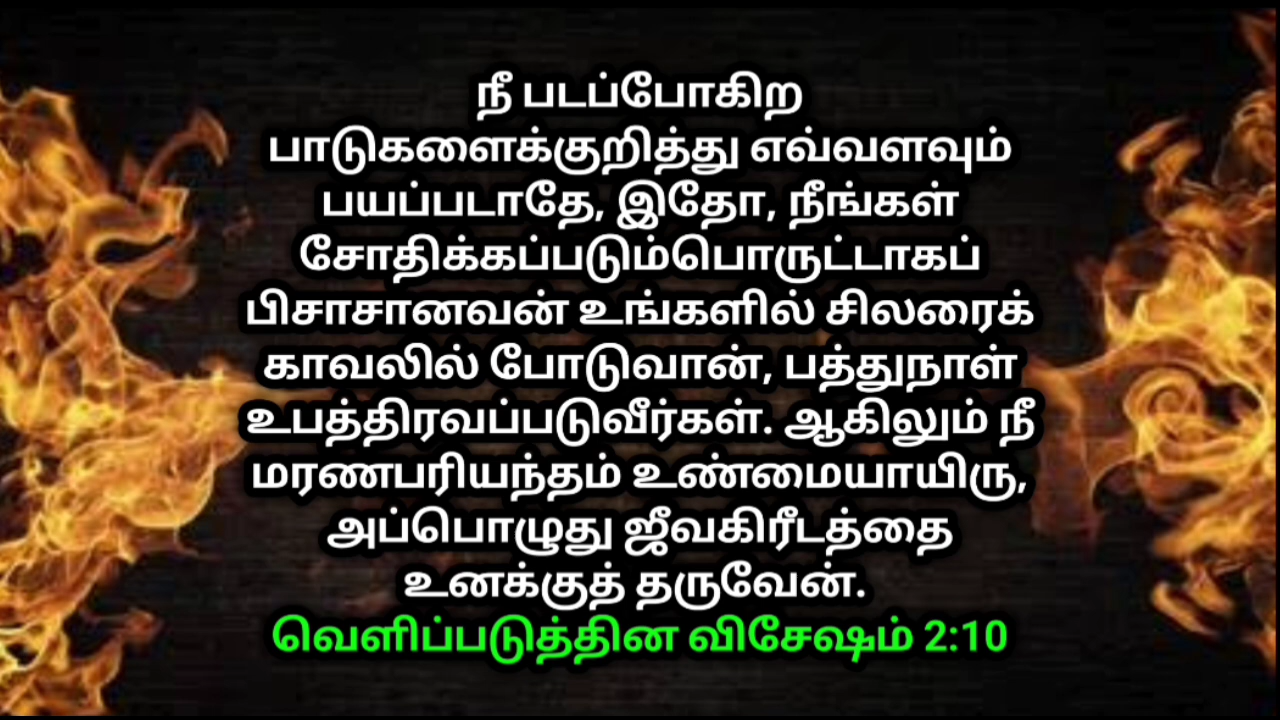 நீ படப்போகிற
பாடுகளைக்குறித்து எவ்வளவும்
பயப்படாதே, இதோ, நீங்கள்
சோதிக்கப்படும்பொருட்டாகப்
பிசாசானவன் உங்களில் சிலரைக்
காவலில் போடுவான், பத்துநாள்
உபத்திரவப்படுவீர்கள். ஆகிலும் நீ
மரணபரியந்தம் உண்மையாயிரு,
அப்பொழுது ஜீவகிரீடத்தை
உனக்குத் தருவேன்.
வெளிப்படுத்தின விசேஷம் 2:10